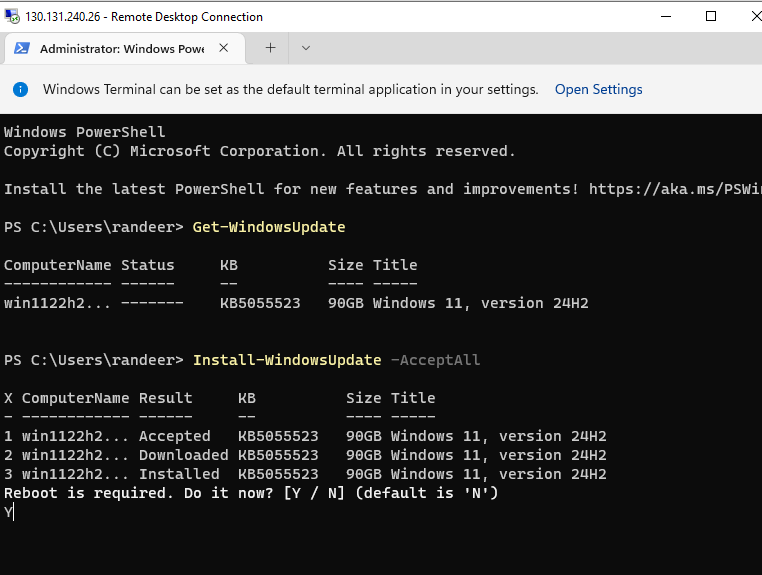 130.131.240.26 - Remote Desktop Connection
Administrator: Windows Powe
Windows Terminal can be set as the default terminal application in your settings. Open Settings
Windows PowerShell
Copyright (C) Microsoft Corporation. All rights reserved.
Install the latest PowerShell for new features and improvements! https://aka.ms/PSWi
PS C:\Users\randeer> Get-WindowsUpdate
ComputerName Status     KB          Size Title
------------ ------     --          ---- -----
win1122h2... -------    KB5055523   90GB Windows 11, version 24H2
PS C:\Users\randeer> Install-WindowsUpdate -AcceptAll
X ComputerName Result     KB          Size Title
- ------------ ------     --          ---- -----
1 win1122h2... Accepted   KB5055523   90GB Windows 11, version 24H2
2 win1122h2... Downloaded KB5055523   90GB Windows 11, version 24H2
3 win1122h2... Installed  KB5055523   90GB Windows 11, version 24H2
Reboot is required. Do it now? [Y / N] (default is 'N')
Y